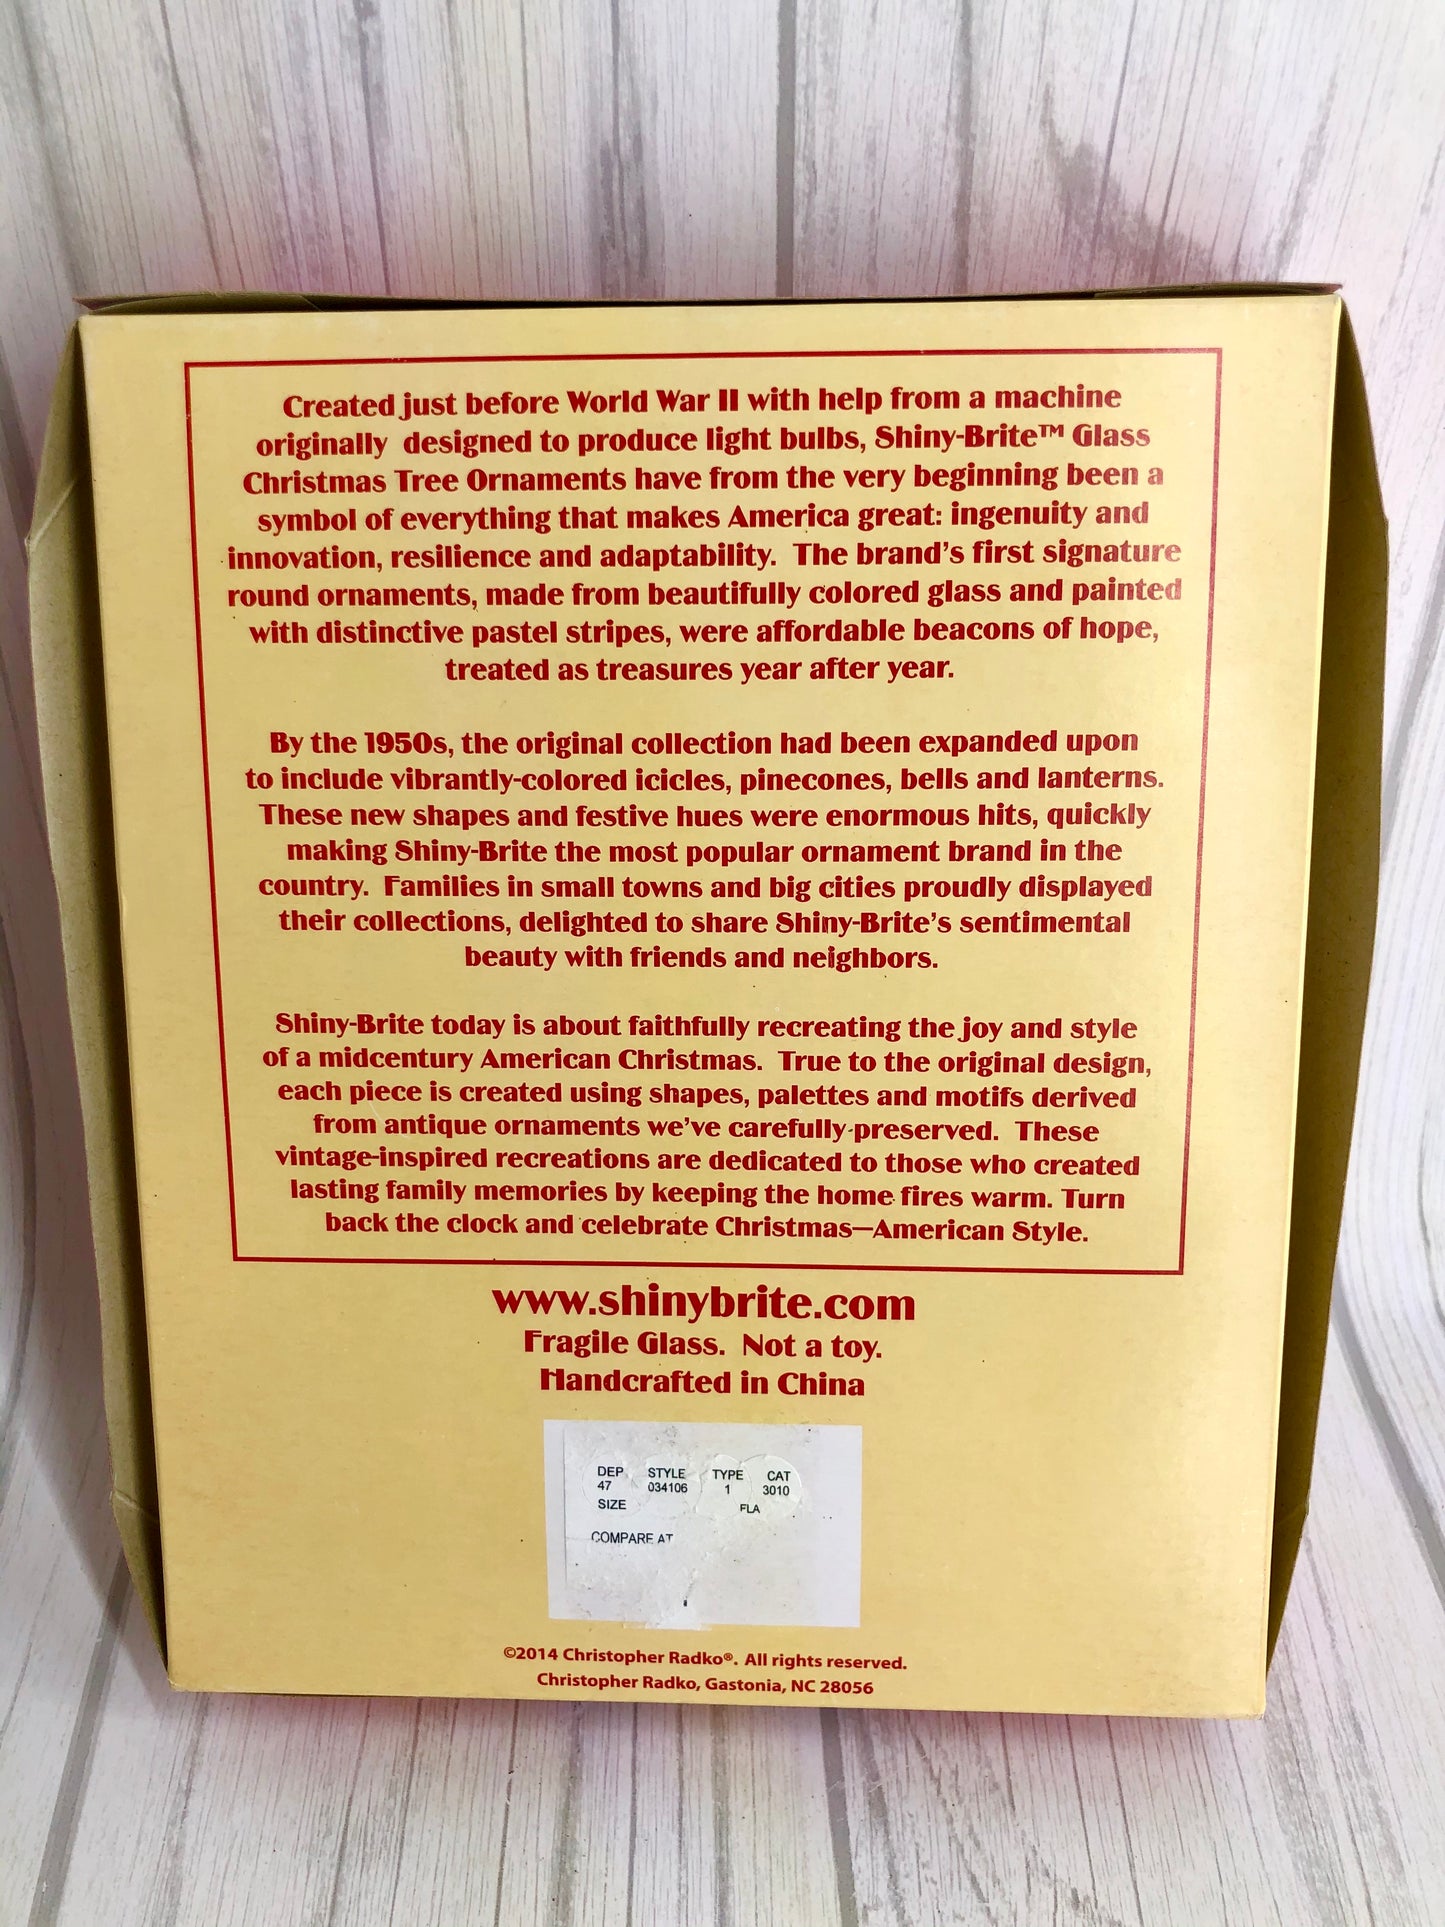 Created just before World War II with help from a machine
originally designed to produce light bulbs, Shiny-Brite™ Glass
Christmas Tree Ornaments have from the very beginning been a
symbol of everything that makes America great: ingenuity and
innovation, resilience and adaptability. The brand's first signature
round ornaments, made from beautifully colored glass and painted
with distinctive pastel stripes, were affordable beacons of hope,
treated as treasures year after year.
By the 1950s, the original collection had been expanded upon
to include vibrantly-colored icicles, pinecones, bells and lanterns.
These new shapes and festive hues were enormous hits, quickly
making Shiny-Brite the most popular ornament brand in the
country. Families in small towns and big cities proudly displayed
their collections, delighted to share Shiny-Brite's sentimental
beauty with friends and neighbors.
Shiny-Brite today is about faithfully recreating the joy and style
of a midcentury American Christmas. True to the original design,
each piece is created using shapes, palettes and motifs derived
from antique ornaments we've carefully preserved. These
vintage-inspired recreations are dedicated to those who created
lasting family memories by keeping the home fires warm. Turn
back the clock and celebrate Christmas—American Style.
www.shinybrite.com
Fragile Glass. Not a toy.
Handcrafted in China
DEP STYLE TYPE CAT
47 034106 1 3010
SIZE FLA
COMPARE AT
©2014 Christopher Radko®. All rights reserved.
Christopher Radko, Gastonia, NC 28056